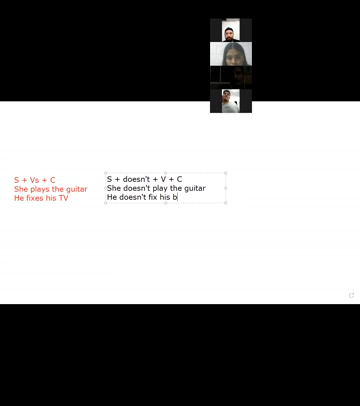 S + Vs + C
She plays the guitar
He fixes his TV
S + doesn't + V + C
She doesn't play the guitar
He doesn't fix his b